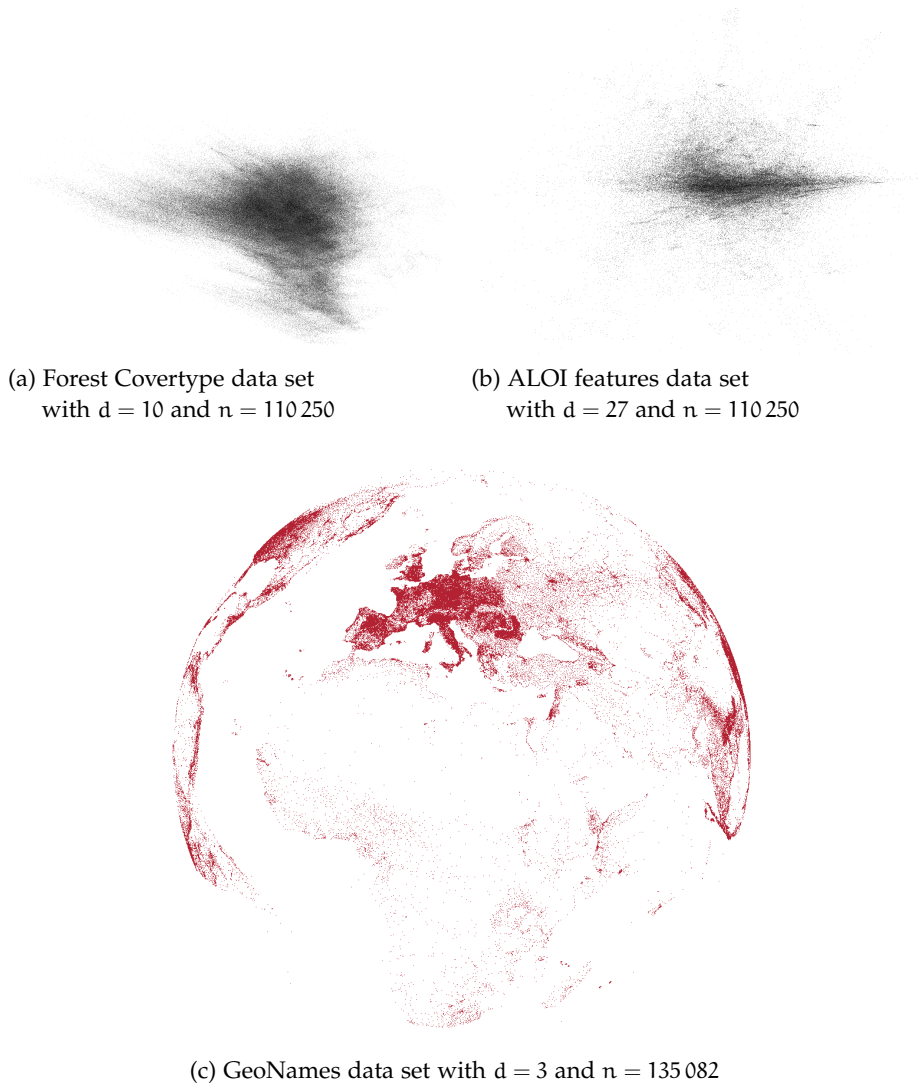 (a) Forest Covertype data set
with d = 10 and n = 110 250
(b) ALOI features data set
with d = 27 and n = 110 250
(c) GeoNames data set with d = 3 and n = 135 082